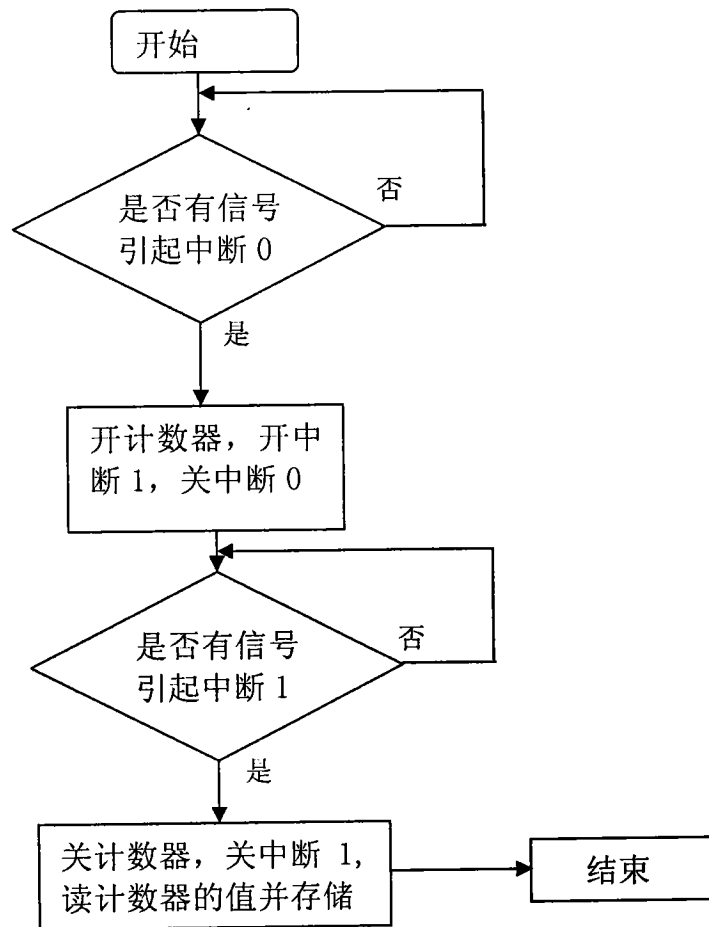 开始
是否有信号
引起中断 0
否
是
开计数器，开中
断 1，关中断 0
是否有信号
引起中断 1
否
是
关计数器，关中断 1,
读计数器的值并存储
结束